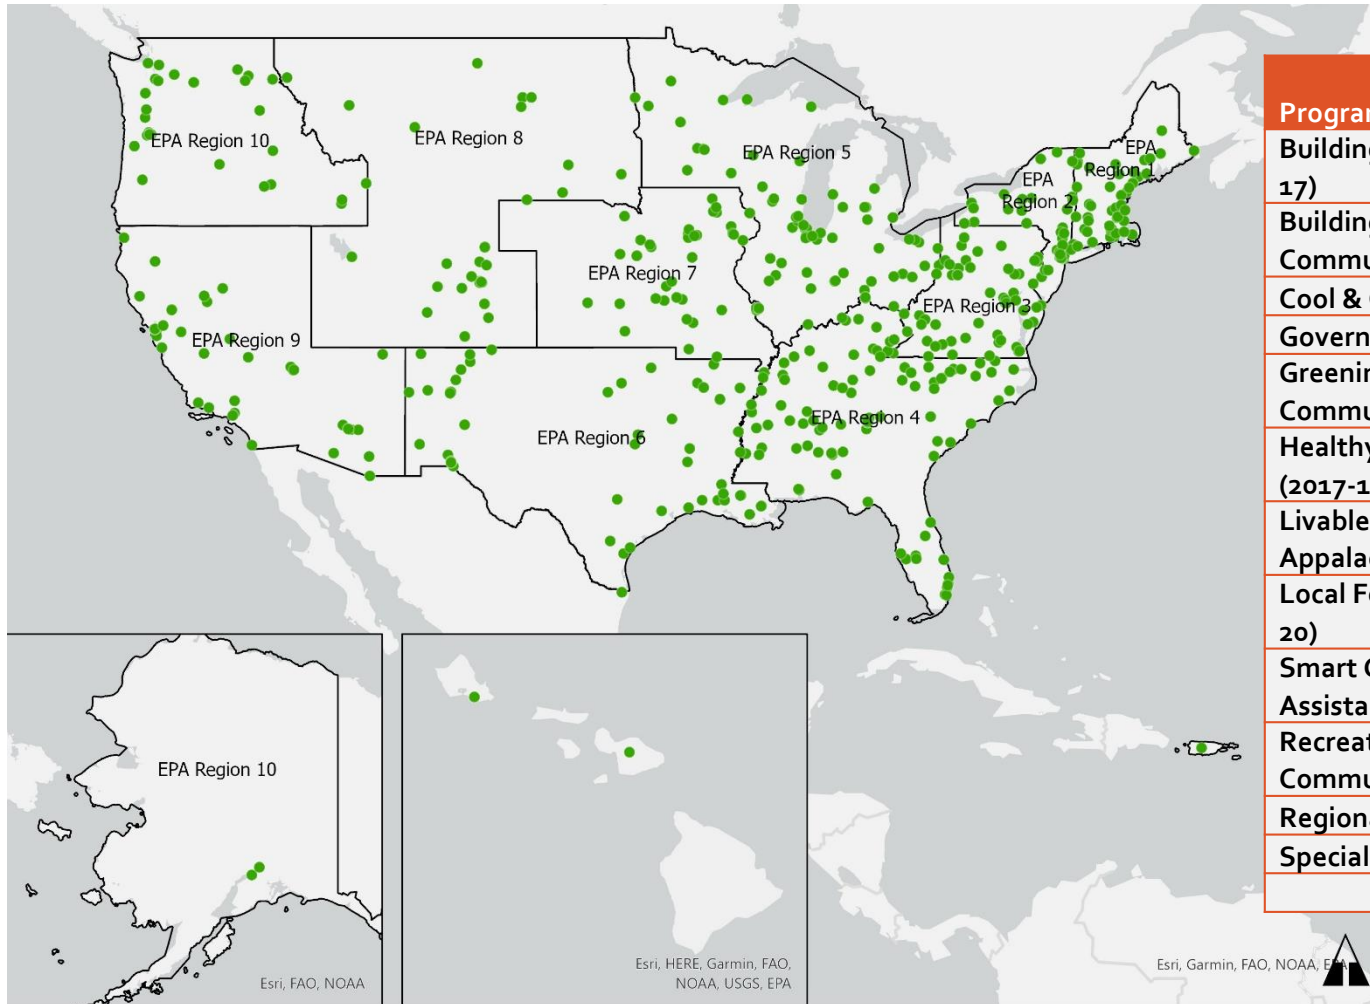 EPA Region 10
EPA Region 8
EPA Region 5
EPA
Region 1
EPA
Region 2
EPA Region 7
EPA Region 3
EPA Region 9
EPA Region 4
EPA Region 6
EPA Region 10
Esri, FAO, NOAA
Esri, HERE, Garmin, FAO,
NOAA, USGS, EPA
Esri, Garmin, FAO, NOAA, EPA
Progra
Building
17)
Building
Commu
Cool &
Govern
Greenin
Commu
Healthy
(2017-1
Livable
Appala
Local F
20)
Smart
Assista
Recreat
Commu
Regiona
Special